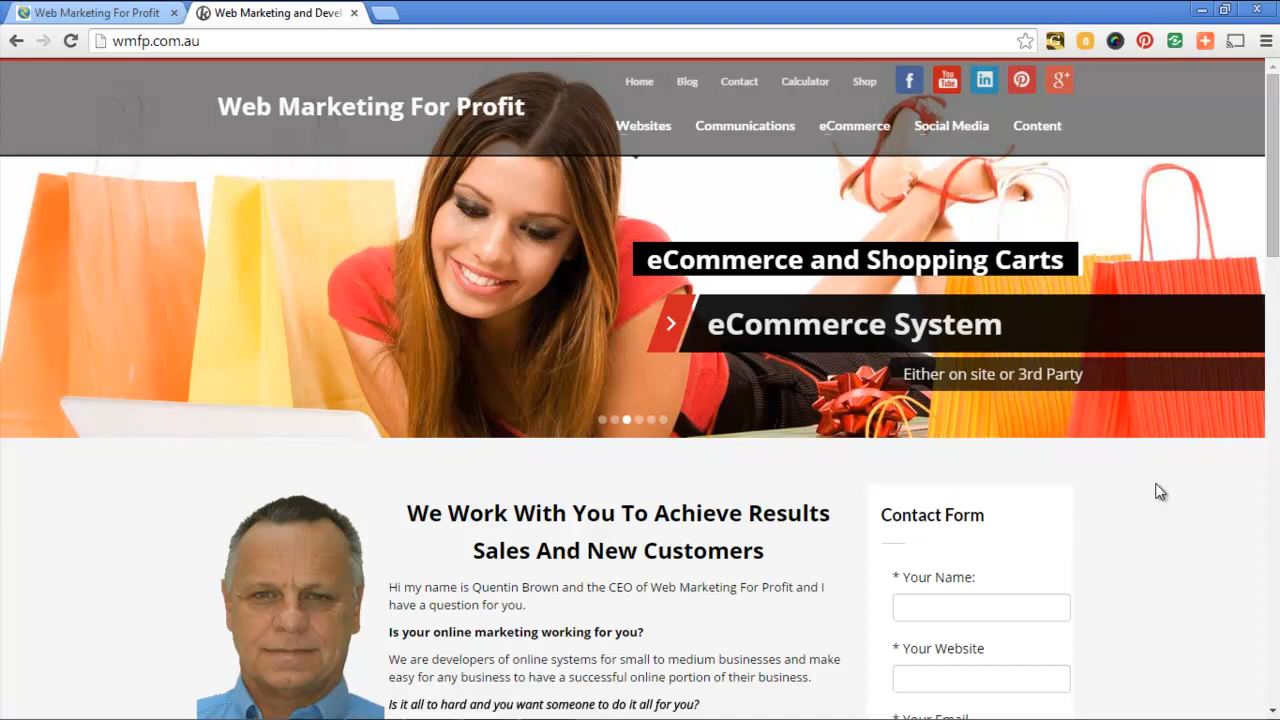 Web Marketing For Profit
Web Marketing and Devel
wmfp.com.au
Home Blog Contact Calculator Shop
Web Marketing For Profit
Websites Communications eCommerce Social Media Content
eCommerce and Shopping Carts
eCommerce System
Either on site or 3rd Party
We Work With You To Achieve Results
Sales And New Customers
Hi my name is Quentin Brown and the CEO of Web Marketing For Profit and I
have a question for you.
Is your online marketing working for you?
We are developers of online systems for small to medium businesses and make
easy for any business to have a successful online portion of their business.
Is it all to hard and you want someone to do it all for you?
Contact Form
* Your Name:
* Your Website
* Your Email